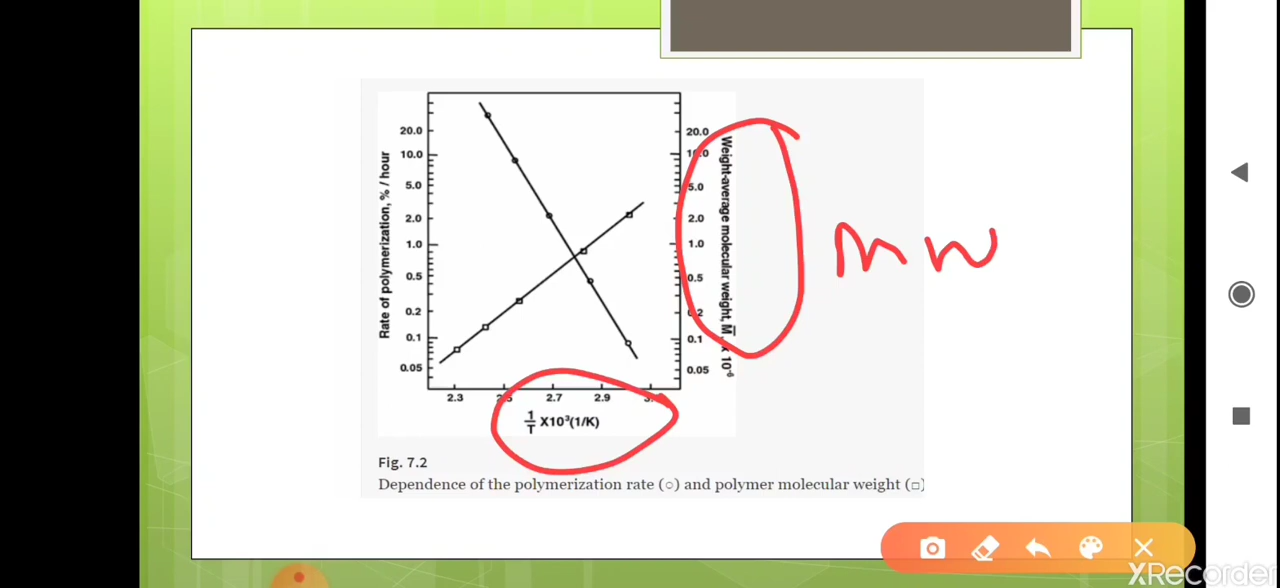 20.0
10.0
5.0
2.0
1.0
0.5
0.2
0.1
0.05
Rate of polymerization, % / hour
20.0
5.0
2.0
1.0
0.5
0.1
0.05
Weight-average molecular weight, M̅ x 10⁻⁶
M W
2.3
2.7
2.9
1/T X10³(1/K)
Fig. 7.2
Dependence of the polymerization rate (○) and polymer molecular weight (□)
XRecorder